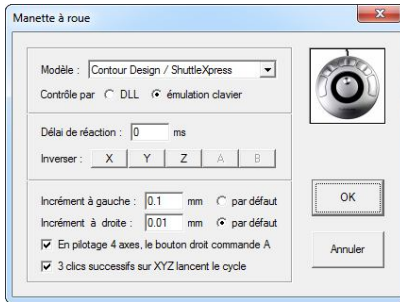 Manette à roue
Modèle : Contour Design / ShuttleXpress
Contrôle par DLL émulation clavier
Délai de réaction : 0 ms
Inverser : X Y Z A B
Incrément à gauche : 0.1 mm par défaut
OK
Incrément à droite : 0.01 mm par défaut
En pilotage 4 axes, le bouton droit commande A
Annuler
3 clics successifs sur XYZ lancent le cycle